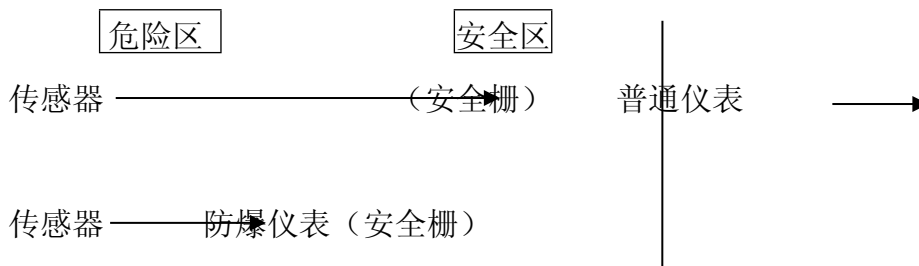 危险区 安全区
传感器 （安全栅） 普通仪表
传感器 防爆仪表（安全栅）